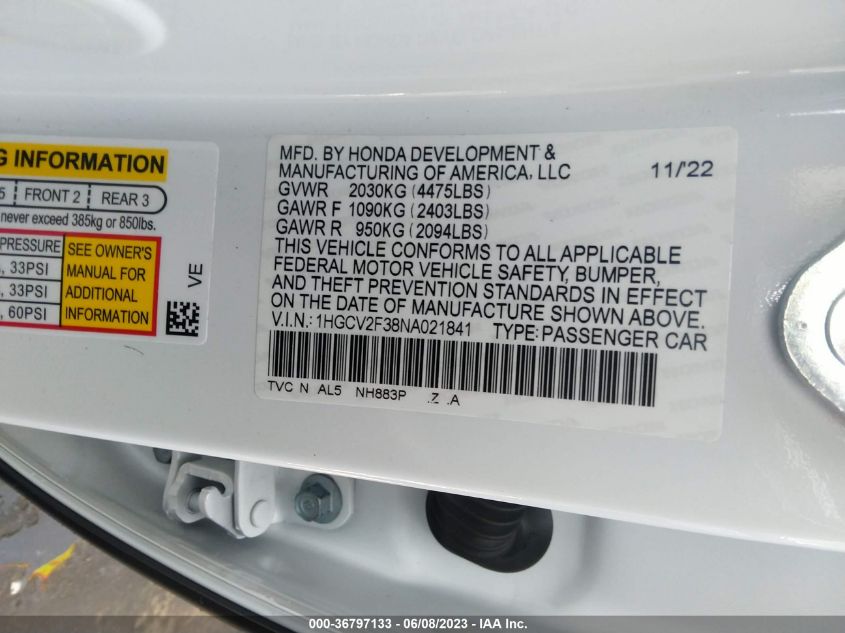 G INFORMATION
5 FRONT 2 REAR 3
never exceed 385kg or 850lbs.
PRESSURE
33PSI
33PSI
60PSI
SEE OWNER'S
MANUAL FOR
ADDITIONAL
INFORMATION
VE
MFD. BY HONDA DEVELOPMENT &
MANUFACTURING OF AMERICA, LLC 11/'22
GVWR 2030KG (4475LBS)
GAWR F 1090KG (2403LBS)
GAWR R 950KG (2094LBS)
THIS VEHICLE CONFORMS TO ALL APPLICABLE
FEDERAL MOTOR VEHICLE SAFETY, BUMPER,
AND THEFT PREVENTION STANDARDS IN EFFECT
ON THE DATE OF MANUFACTURE SHOWN ABOVE.
V.I.N.: 1HGCV2F38NA021841 TYPE: PASSENGER CAR
TVC N AL5 NH883P .Z .A
000-36797133 - 06/08/2023 - IAA Inc.